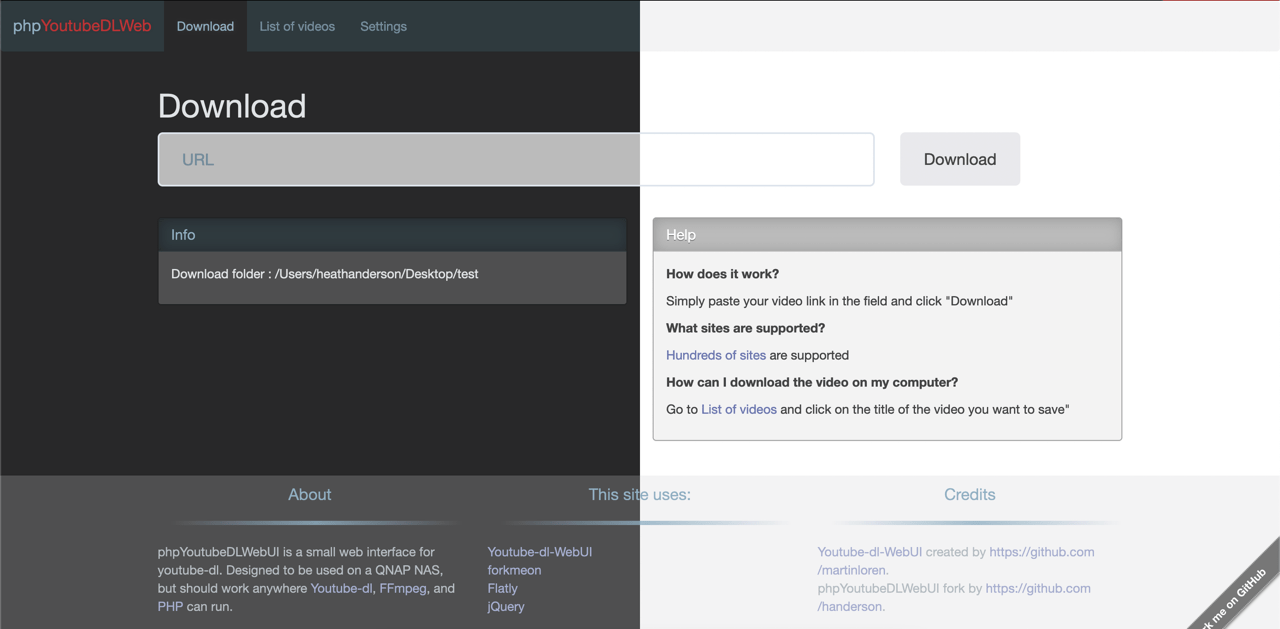 phpYoutubeDLWeb Download List of videos Settings
Download
URL
Download
Info
Download folder : /Users/heathanderson/Desktop/test
Help
How does it work?
Simply paste your video link in the field and click "Download"
What sites are supported?
Hundreds of sites are supported
How can I download the video on my computer?
Go to List of videos and click on the title of the video you want to save"
About
phpYoutubeDLWebUI is a small web interface for
youtube-dl. Designed to be used on a QNAP NAS,
but should work anywhere Youtube-dl, FFmpeg, and
PHP can run.
This site uses:
Youtube-dl-WebUI
forkmeon
Flatly
jQuery
Credits
Youtube-dl-WebUI created by https://github.com
/martinloren.
phpYoutubeDLWebUI fork by https://github.com
/handerson.
me on GitHub